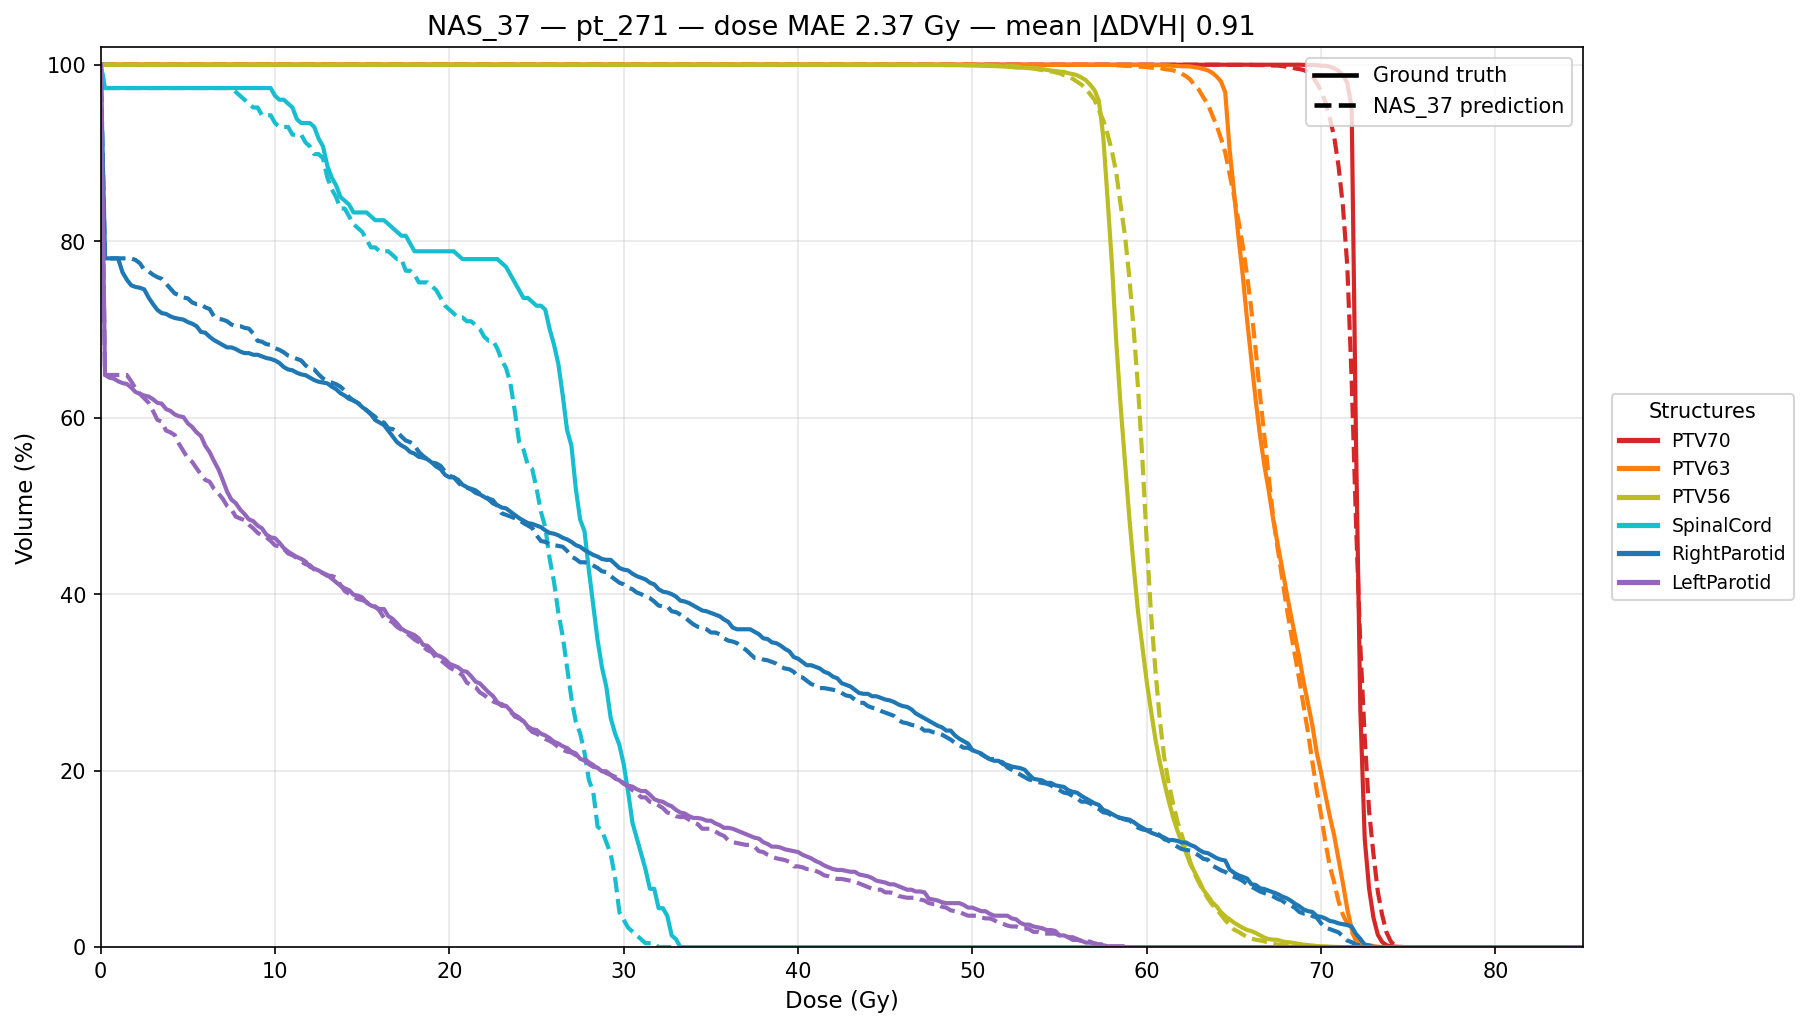 NAS_37 — pt_271 — dose MAE 2.37 Gy — mean |ΔDVH| 0.91
Ground truth
NAS_37 prediction
Volume (%)
100
80
60
40
20
0
0 10 20 30 40 50 60 70 80
Dose (Gy)
Structures
PTV70
PTV63
PTV56
SpinalCord
RightParotid
LeftParotid